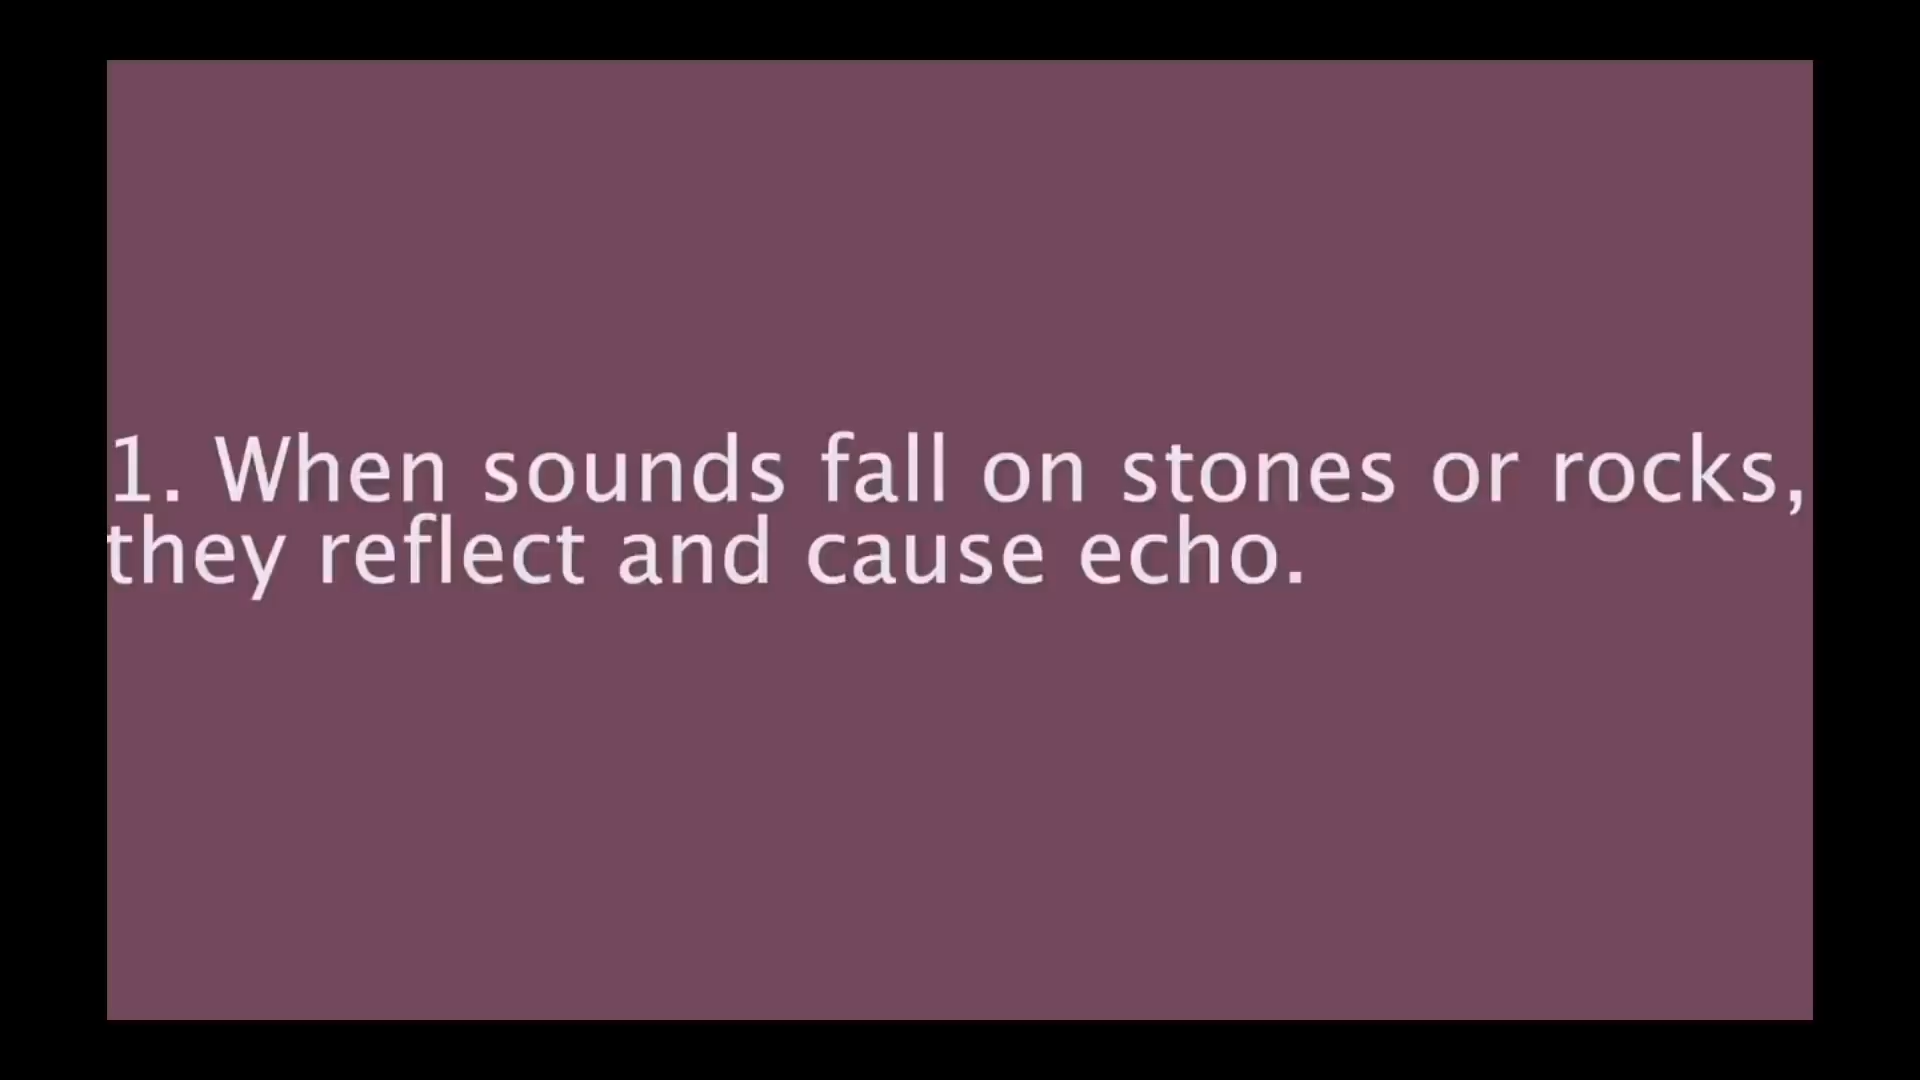 1. When sounds fall on stones or rocks,
they reflect and cause echo.